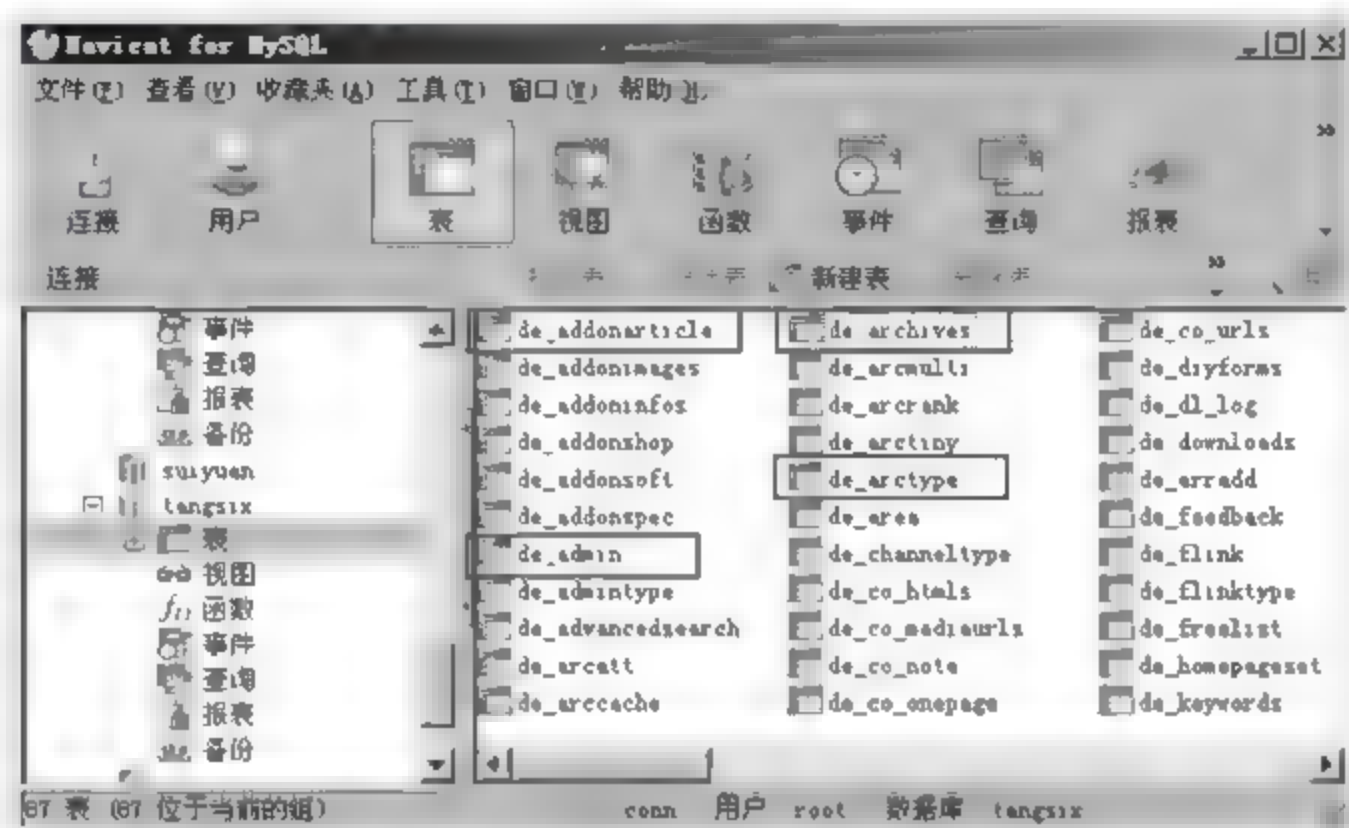 Navicat for MySQL
文件(F) 查看(V) 收藏夹(A) 工具(T) 窗口(W) 帮助(H)
连接 用户 表 视图 函数 事件 查询 报表
连接 新建表
事件
查询
报表
备份
suiyuan
tangsix
表
视图
函数
事件
查询
报表
备份
de_addonarticle
de_addonimages
de_addoninfos
de_addonshop
de_addonsoft
de_addonspec
de_admin
de_admintype
de_advancedsearch
de_arcatt
de_arccache
de_archives
de_arcmulti
de_arcrank
de_arctiny
de_arctype
de_area
de_channeltype
de_co_htmls
de_co_mediaurls
de_co_note
de_co_onepage
de_co_urls
de_diyforms
de_dl_log
de_downloads
de_erradd
de_feedback
de_flink
de_flinktype
de_freelist
de_homepageset
de_keywords
87 表 (87 位于当前的组) conn 用户 root 数据库 tangsix